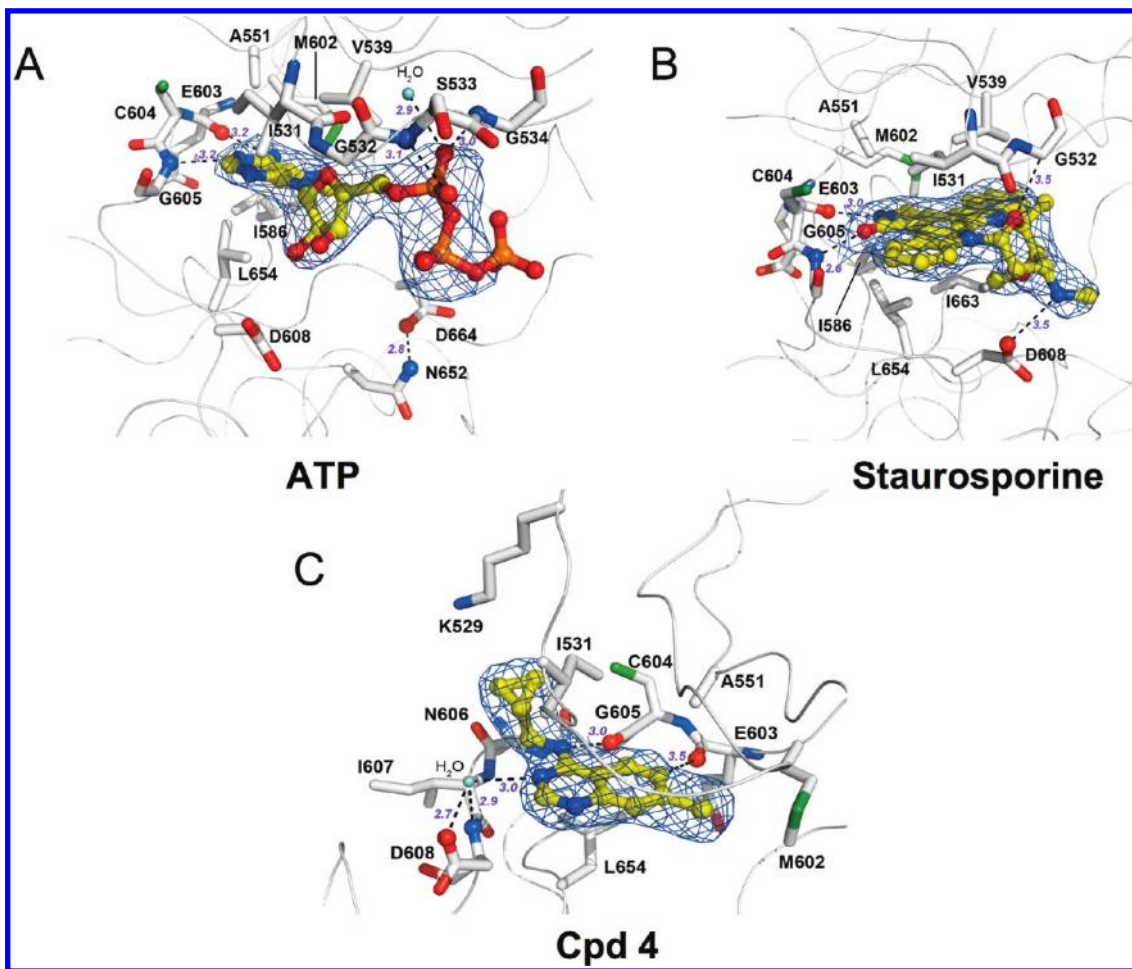 A
A551
M602
V539
H₂O
S533
E603
C604
2.9
3.2
I531
G532
3.0
G534
3.1
3.2
G605
I586
L654
D608
D664
2.8
N652
ATP
B
V539
A551
M602
G532
C604
E603
I531
3.5
3.0
G605
2.6
I663
I586
3.5
L654
D608
Staurosporine
C
K529
I531
C604
A551
N606
G605
E603
3.0
3.5
H₂O
I607
3.0
2.9
2.7
D608
L654
M602
Cpd 4